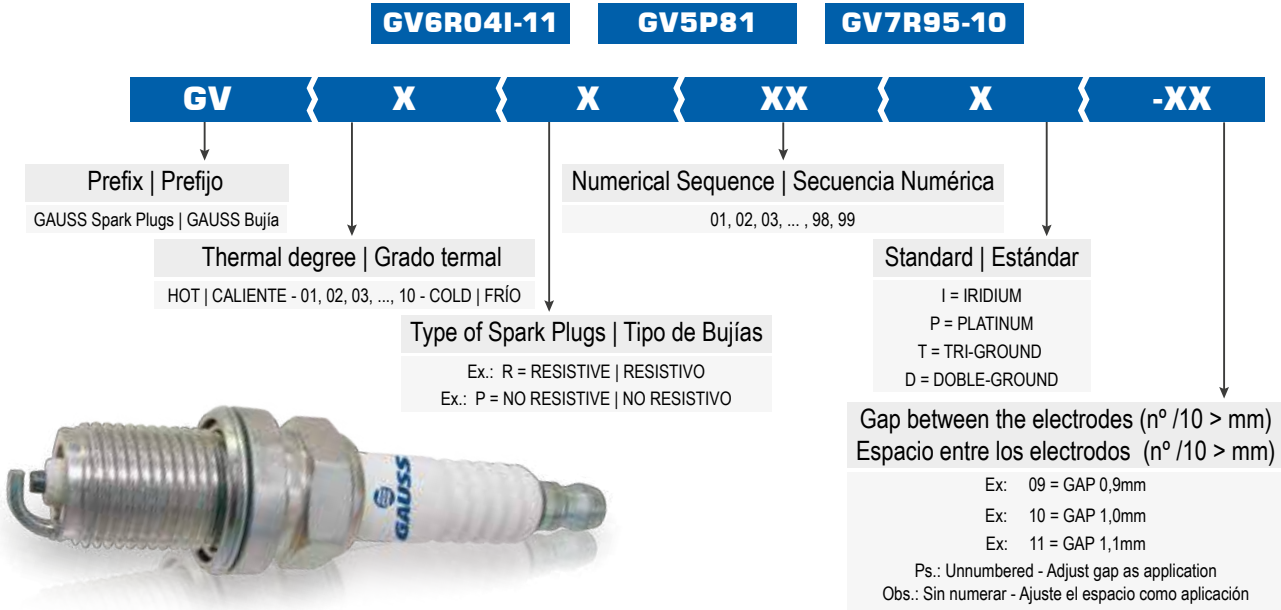 GV6R04I-11 GV5P81 GV7R95-10
GV X X XX X -XX
Prefix | Prefijo
GAUSS Spark Plugs | GAUSS Bujía
Numerical Sequence | Secuencia Numérica
01, 02, 03, ... , 98, 99
Thermal degree | Grado termal
HOT | CALIENTE - 01, 02, 03, ..., 10 - COLD | FRÍO
Standard | Estándar
I = IRIDIUM
P = PLATINUM
T = TRI-GROUND
D = DOBLE-GROUND
Type of Spark Plugs | Tipo de Bujías
Ex.: R = RESISTIVE | RESISTIVO
Ex.: P = NO RESISTIVE | NO RESISTIVO
Gap between the electrodes (nº /10 > mm)
Espacio entre los electrodos (nº /10 > mm)
Ex: 09 = GAP 0,9mm
Ex: 10 = GAP 1,0mm
Ex: 11 = GAP 1,1mm
Ps.: Unnumbered - Adjust gap as application
Obs.: Sin numerar - Ajuste el espacio como aplicación
GAUSS